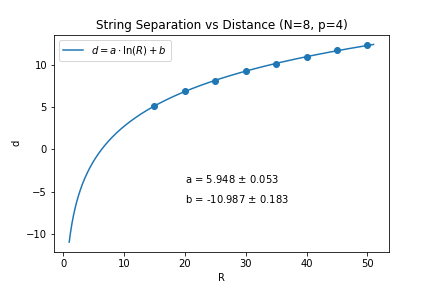 String Separation vs Distance (N=8, p=4)
d = a · ln(R) + b
10
5
0
−5
−10
d
a = 5.948 ± 0.053
b = -10.987 ± 0.183
0 10 20 30 40 50
R